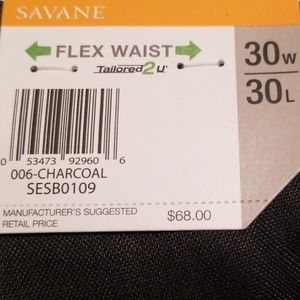 SAVANE
FLEX WAIST
Tailored2U
30W
30L
0 53473 92960 6
006-CHARCOAL
SESB0109
MANUFACTURER'S SUGGESTED
RETAIL PRICE
$68.00